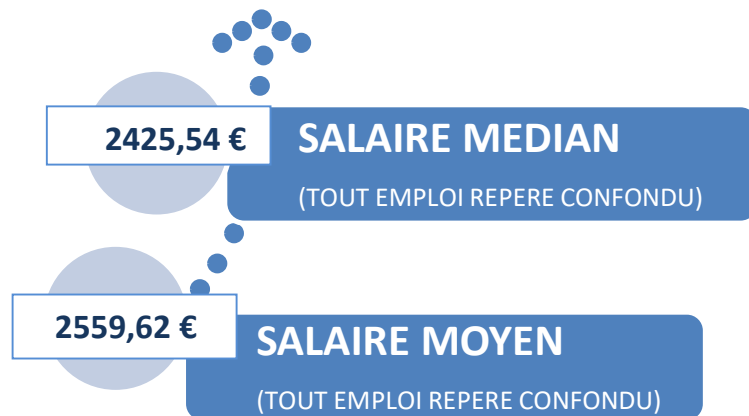 2425,54 €
SALAIRE MEDIAN
(TOUT EMPLOI REPERE CONFONDU)
2559,62 €
SALAIRE MOYEN
(TOUT EMPLOI REPERE CONFONDU)